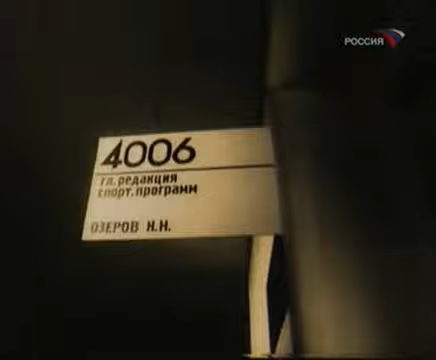 РОССИЯ
4006
гл. редакция
спорт. программ
ОЗЕРОВ Н.Н.